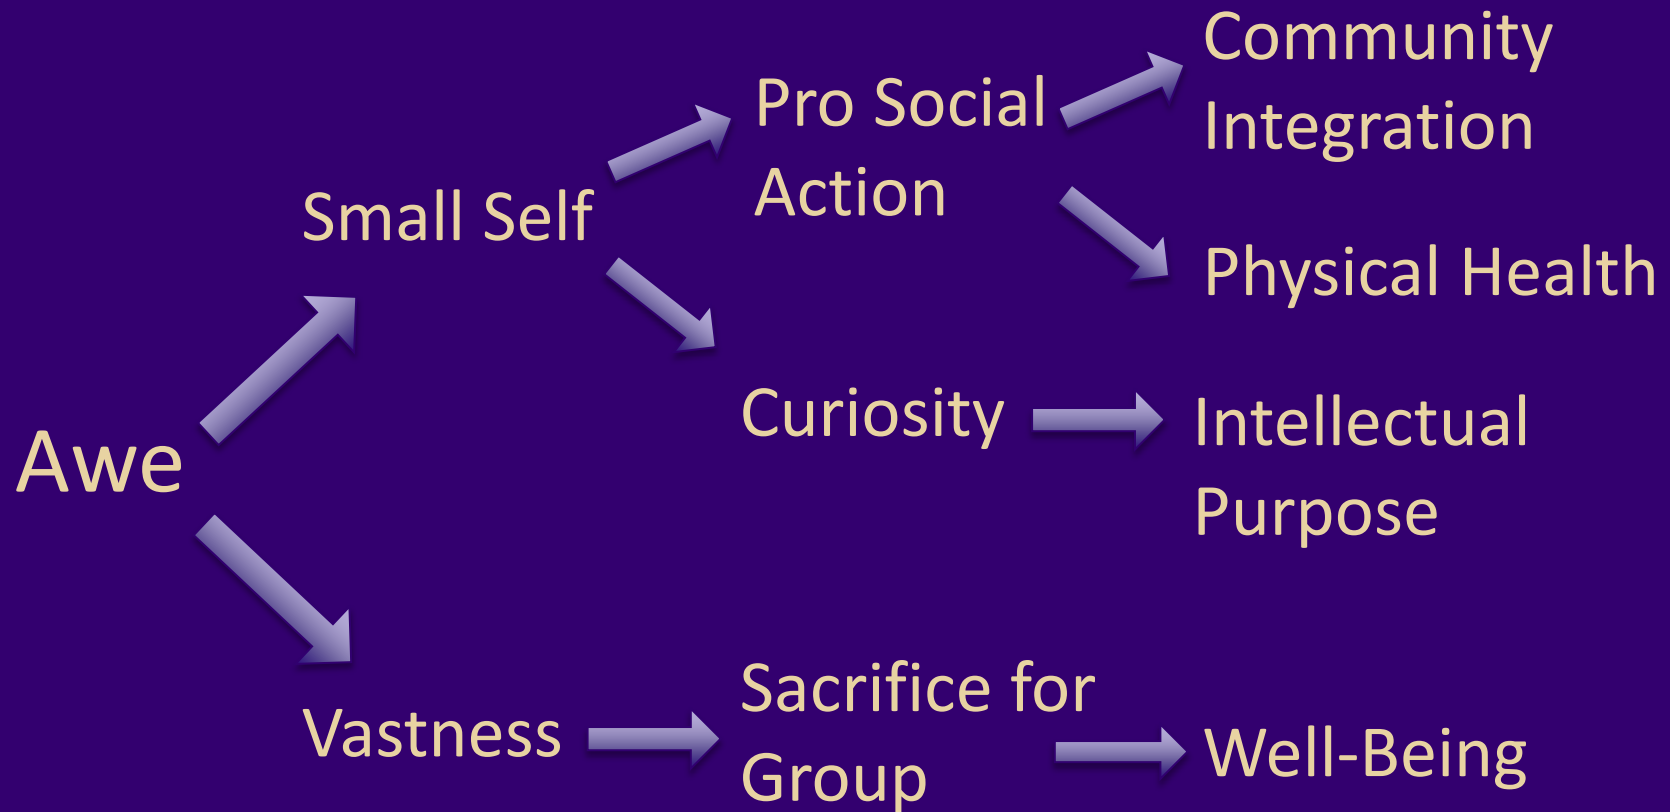 Awe
Small Self
Vastness
Pro Social
Action
Curiosity
Sacrifice for
Group
Community
Integration
Physical Health
Intellectual
Purpose
Well-Being